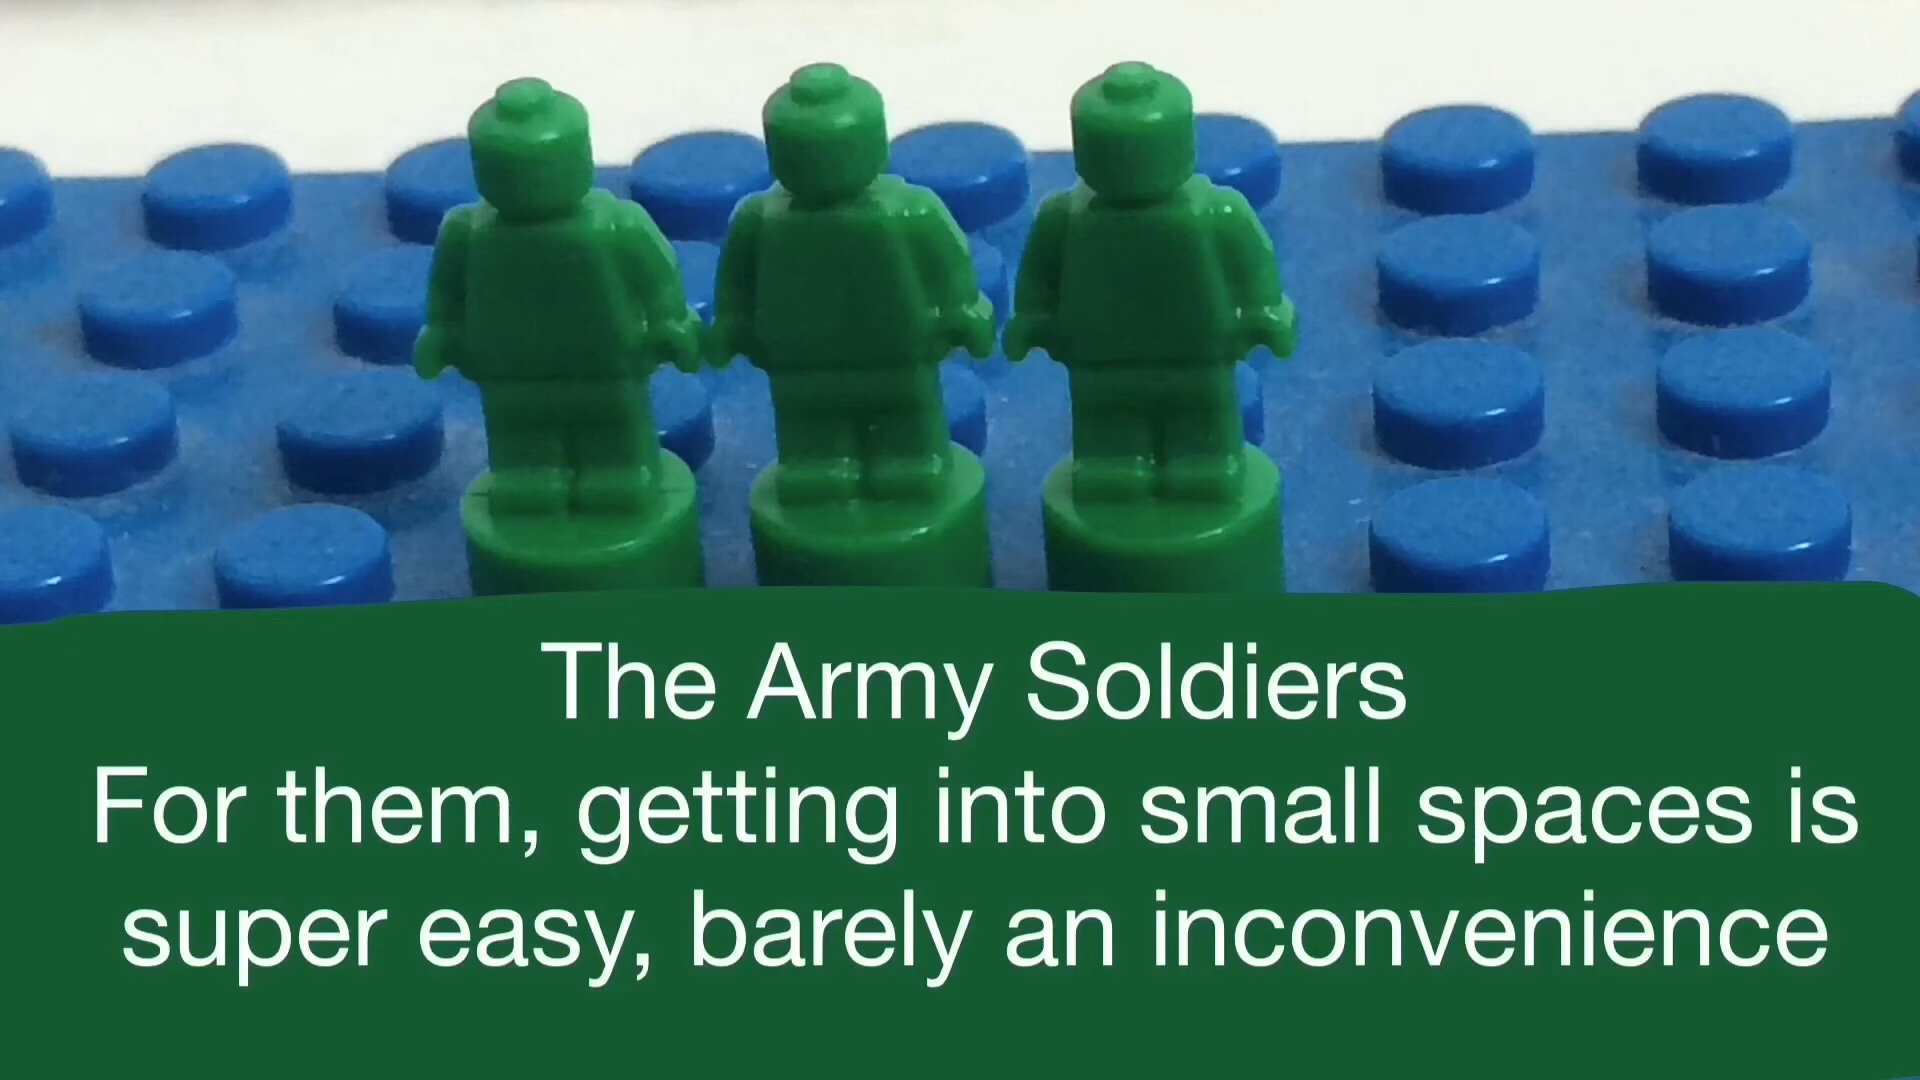 The Army Soldiers
For them, getting into small spaces is
super easy, barely an inconvenience